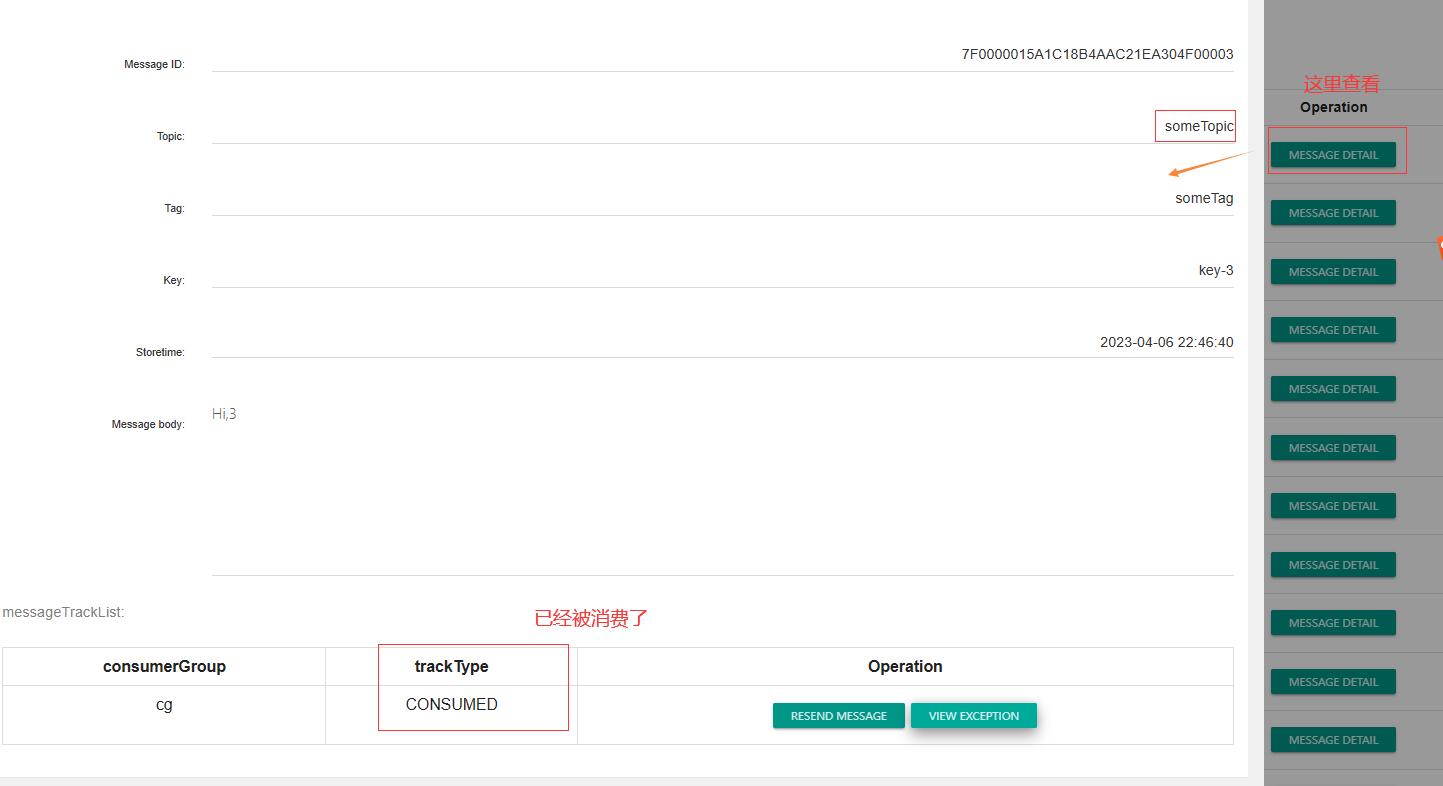 Message ID:
7F0000015A1C18B4AAC21EA304F00003
Topic:
someTopic
Tag:
someTag
Key:
key-3
Storetime:
2023-04-06 22:46:40
Message body:
Hi,3
messageTrackList:
已经被消费了
consumerGroup trackType Operation
cg CONSUMED RESEND MESSAGE VIEW EXCEPTION
这里查看
Operation
MESSAGE DETAIL
MESSAGE DETAIL
MESSAGE DETAIL
MESSAGE DETAIL
MESSAGE DETAIL
MESSAGE DETAIL
MESSAGE DETAIL
MESSAGE DETAIL
MESSAGE DETAIL
MESSAGE DETAIL
MESSAGE DETAIL